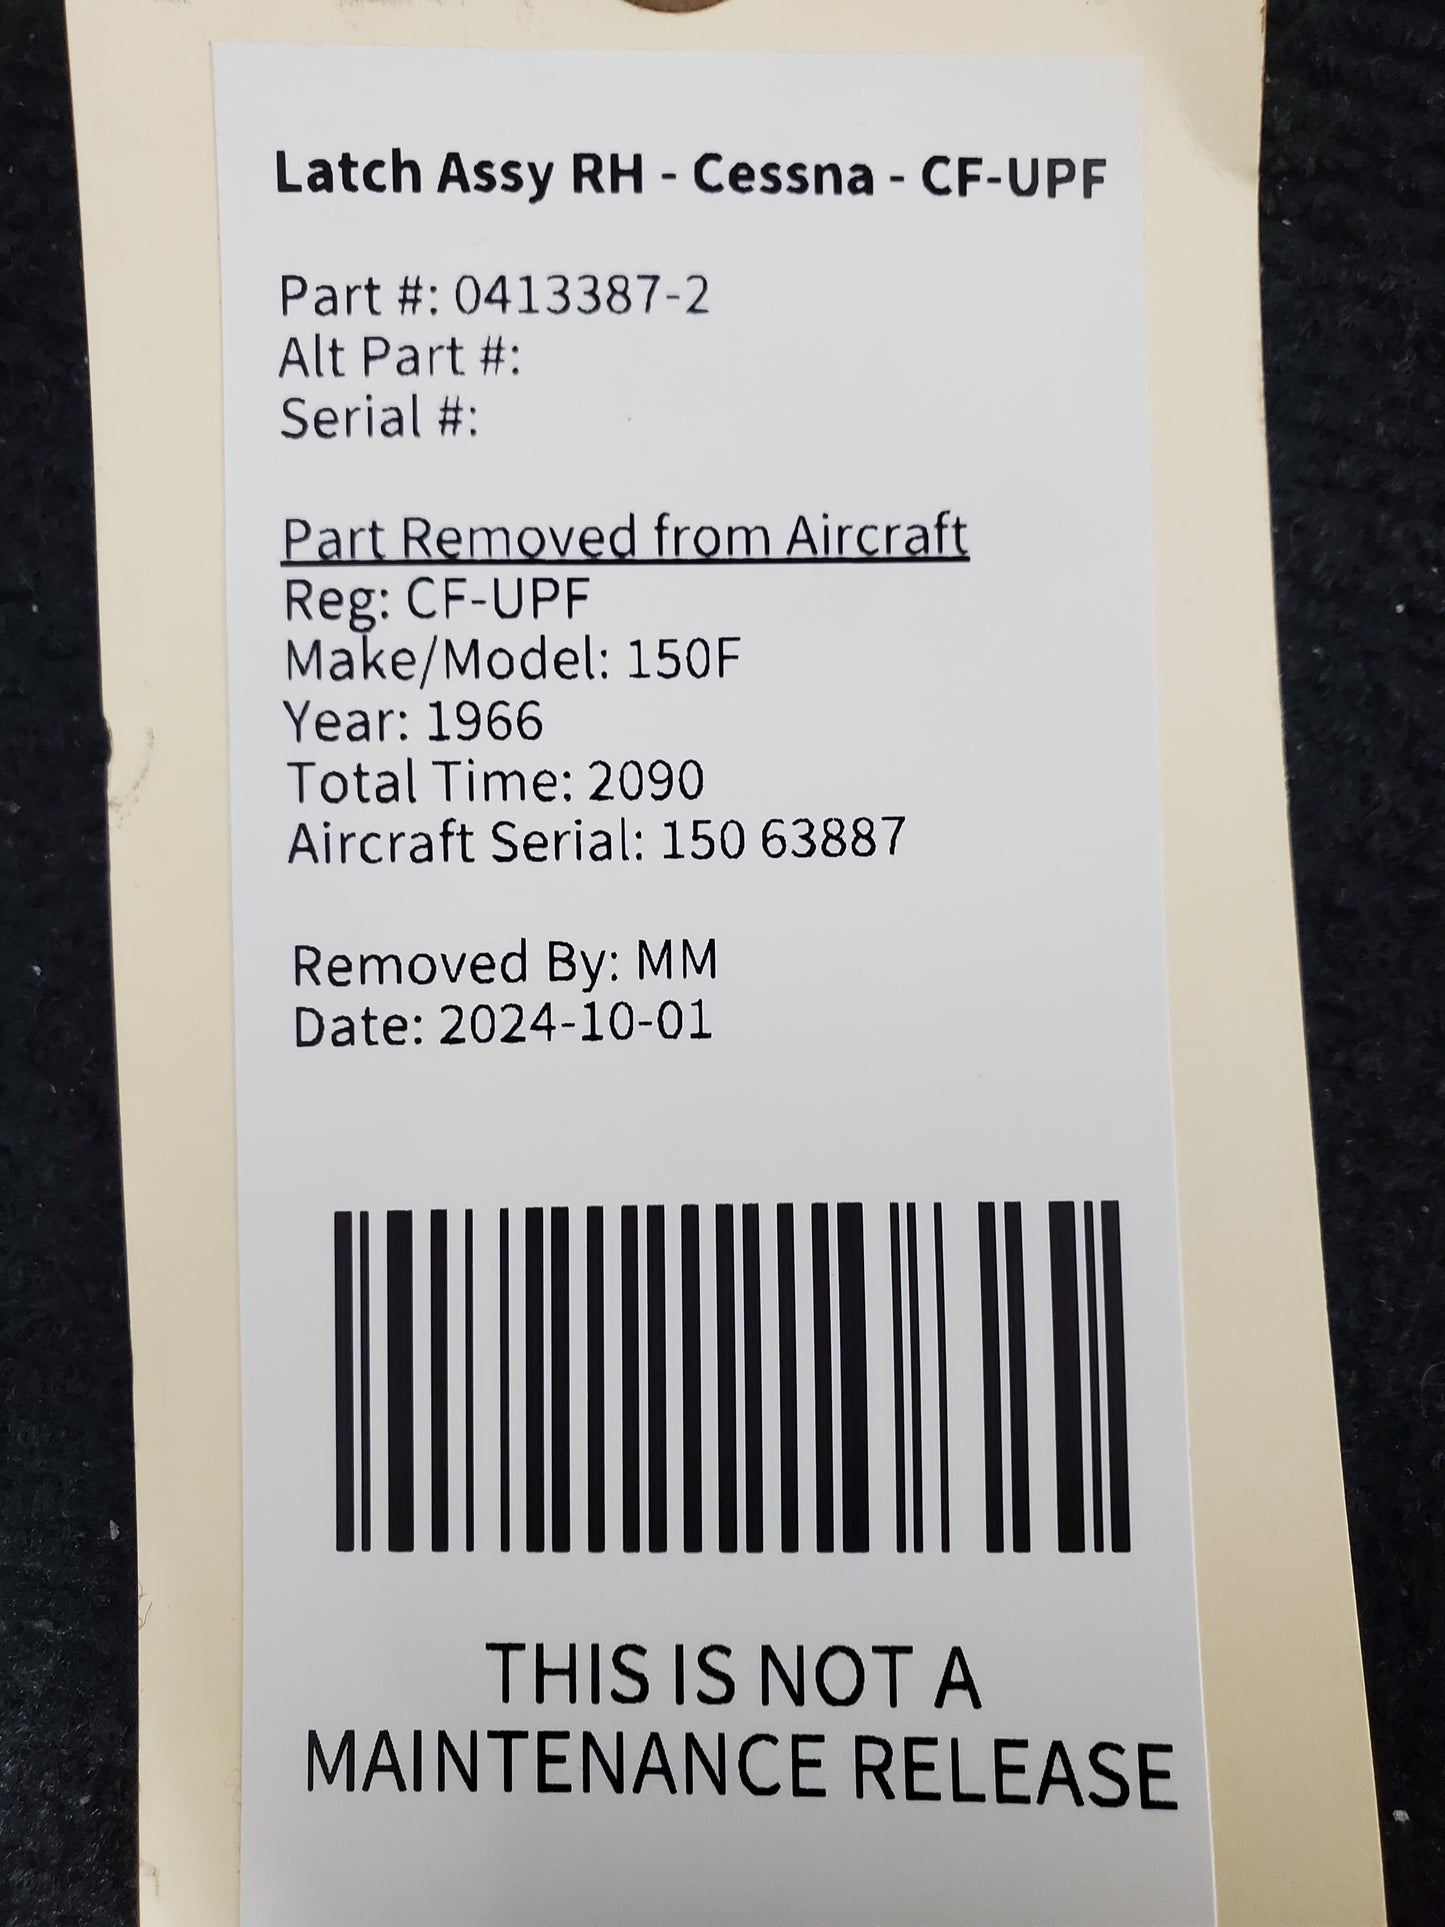 Latch Assy RH - Cessna - CF-UPF
Part #: 0413387-2
Alt Part #:
Serial #:
Part Removed from Aircraft
Reg: CF-UPF
Make/Model: 150F
Year: 1966
Total Time: 2090
Aircraft Serial: 150 63887
Removed By: MM
Date: 2024-10-01
THIS IS NOT A
MAINTENANCE RELEASE